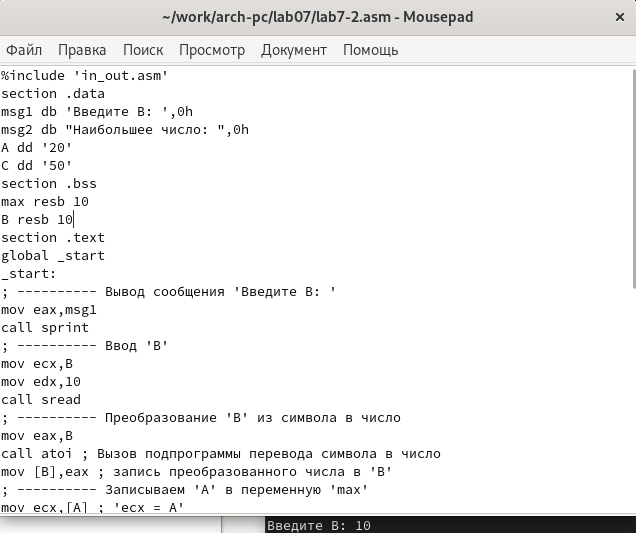 ~/work/arch-pc/lab07/lab7-2.asm - Mousepad
Файл Правка Поиск Просмотр Документ Помощь
%include 'in_out.asm'
section .data
msg1 db 'Введите B: ',0h
msg2 db "Наибольшее число: ",0h
A dd '20'
C dd '50'
section .bss
max resb 10
B resb 10
section .text
global _start
_start:
; ---------- Вывод сообщения 'Введите B: '
mov eax,msg1
call sprint
; ---------- Ввод 'B'
mov ecx,B
mov edx,10
call sread
; ---------- Преобразование 'B' из символа в число
mov eax,B
call atoi ; Вызов подпрограммы перевода символа в число
mov [B],eax ; запись преобразованного числа в 'B'
; ---------- Записываем 'A' в переменную 'max'
mov ecx,[A] ; 'ecx = A'
Введите B: 10